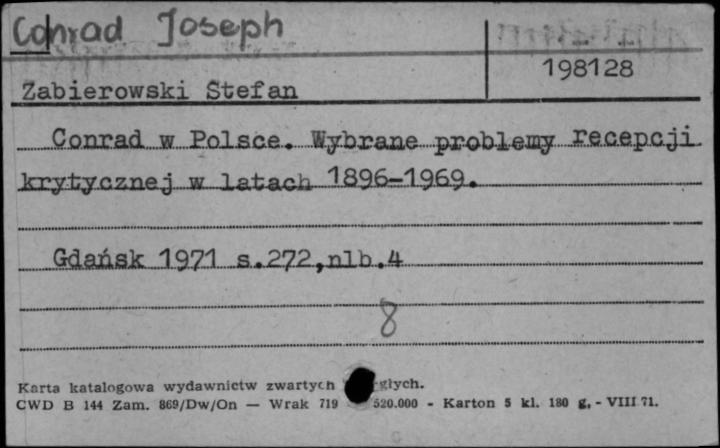 Conrad Joseph
198128
Zabierowski Stefan
Conrad w Polsce. Wybrane problemy recepcji
krytycznej w latach 1896-1969.
Gdańsk 1971 s.272,nlb.4
8
Karta katalogowa wydawnictw zwartych głych.
CWD B 144 Zam. 869/Dw/On — Wrak 719 520.000 - Karton 5 kl. 180 g. - VIII 71.